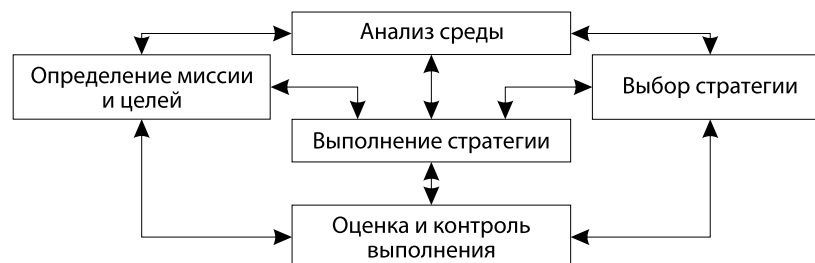 Анализ среды
Определение миссии
и целей
Выбор стратегии
Выполнение стратегии
Оценка и контроль
выполнения